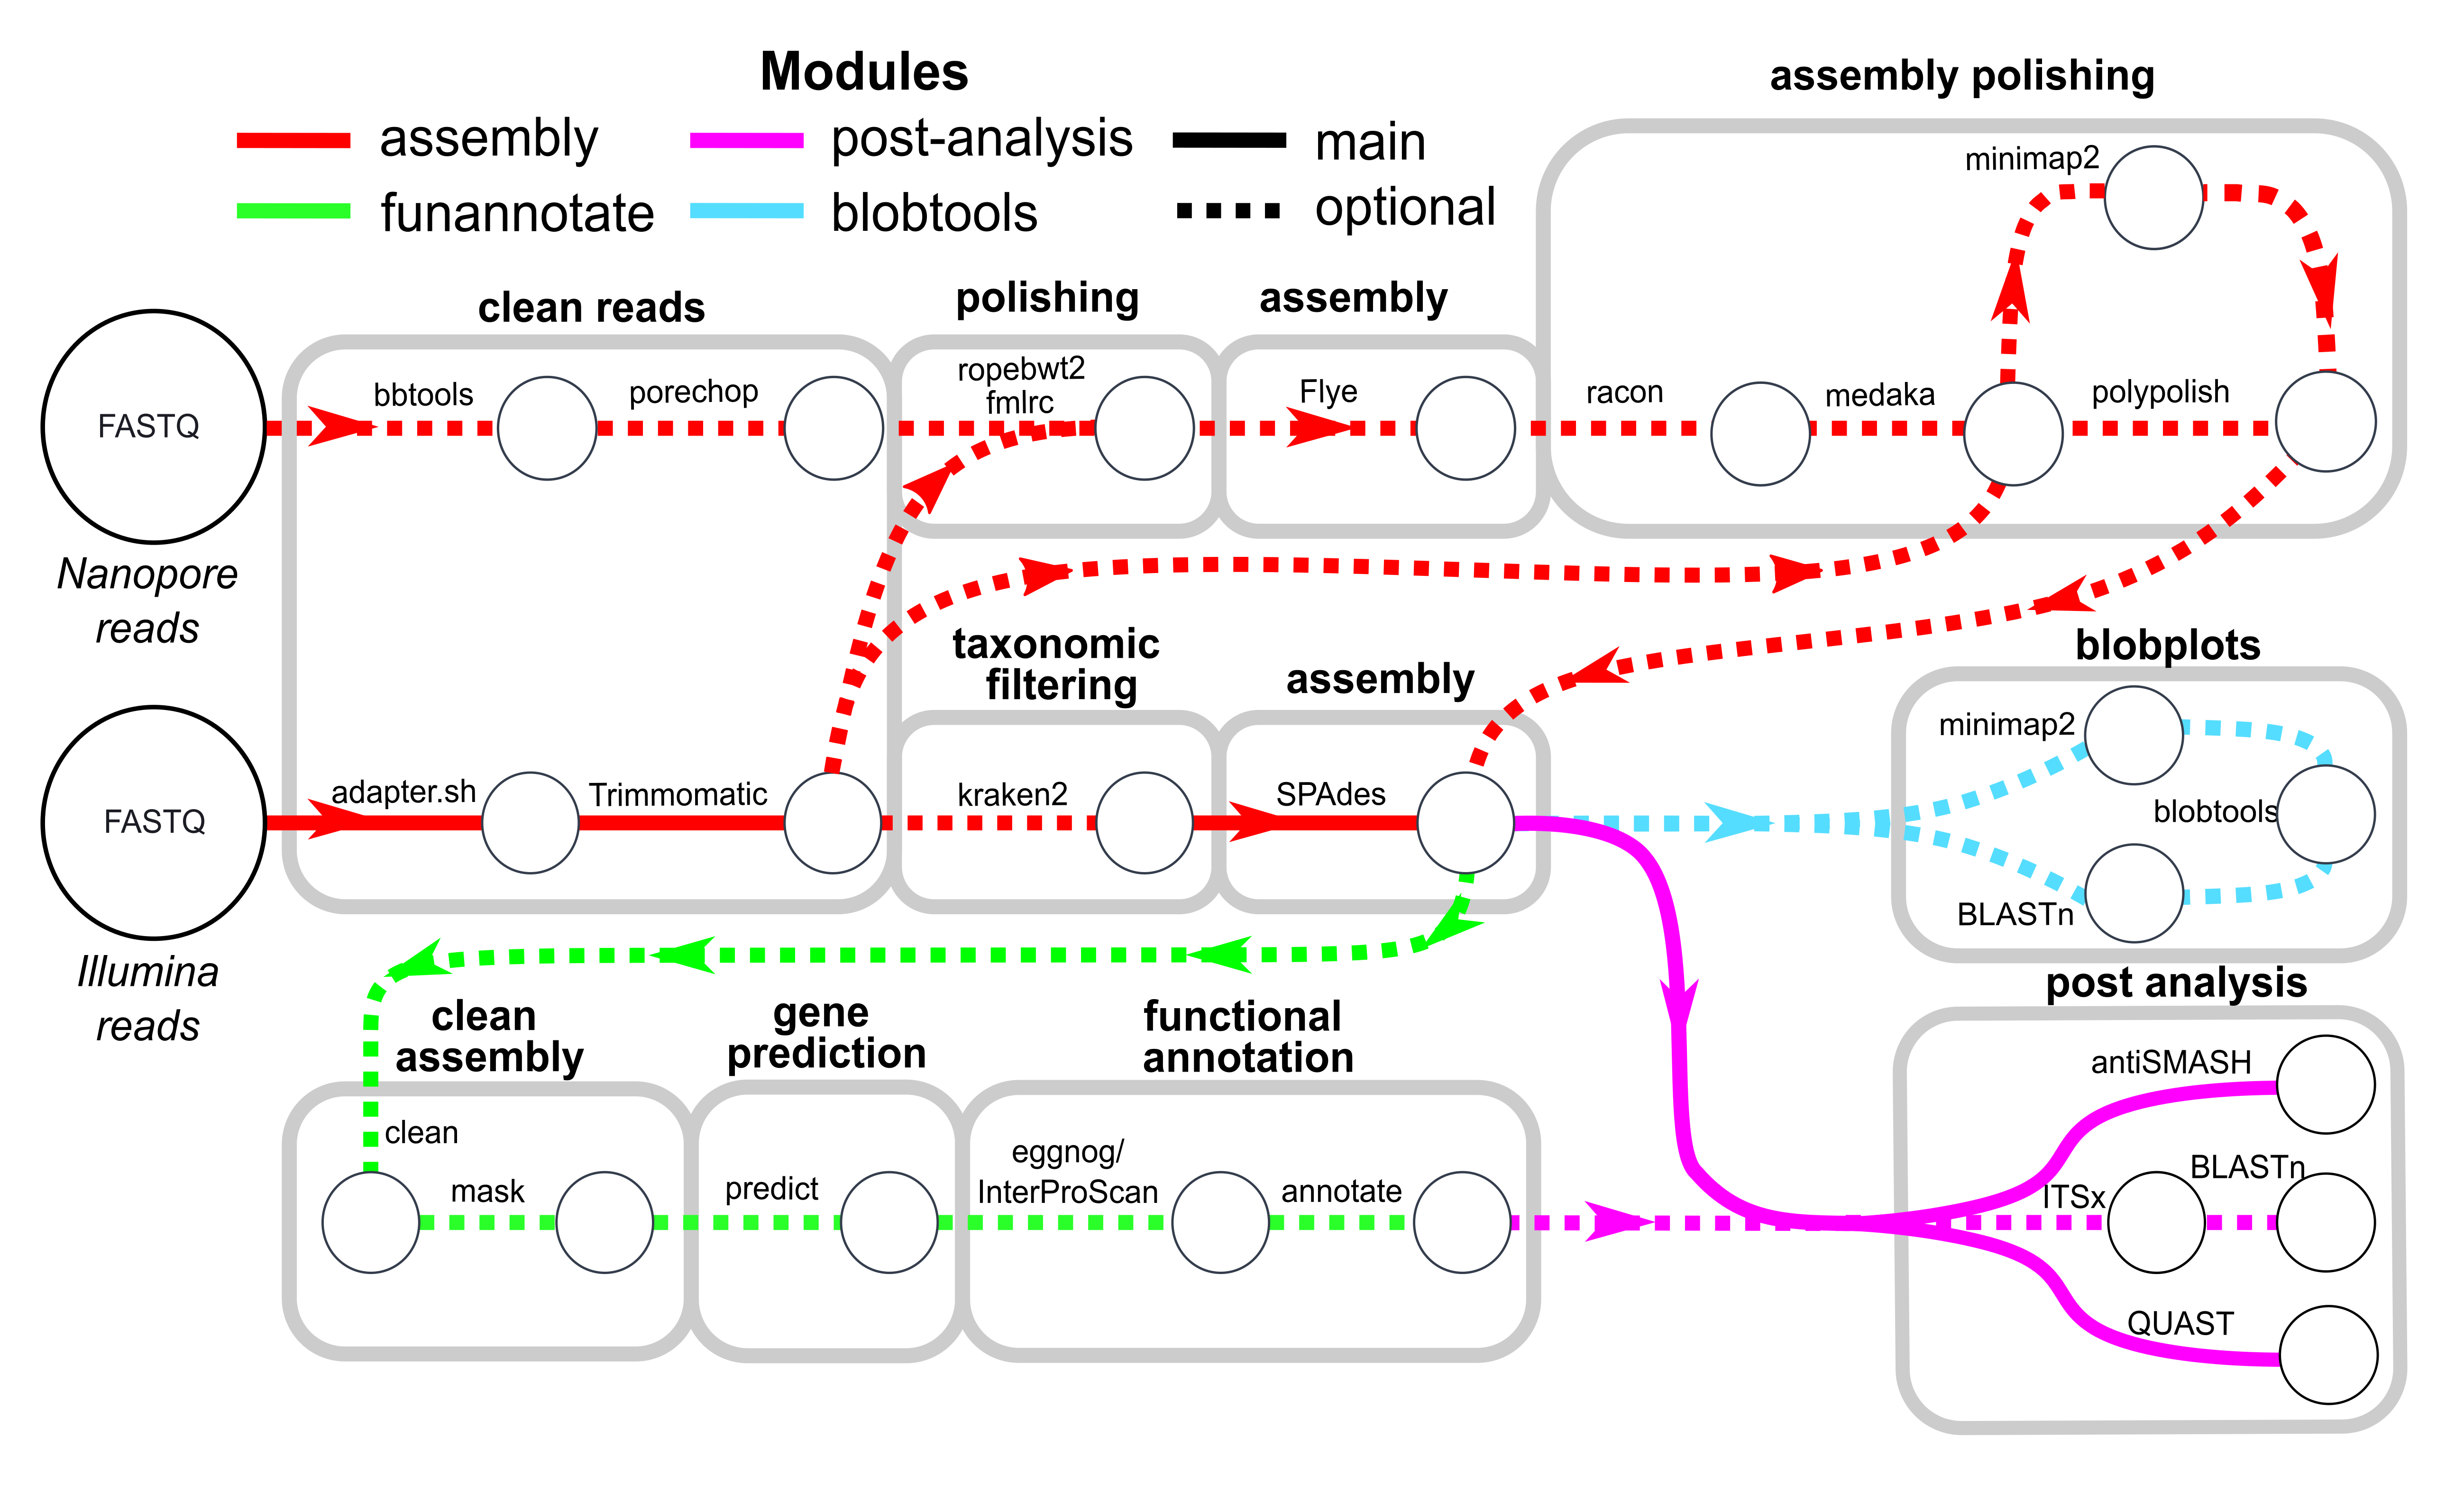 Modules
assembly
post-analysis
main
funannotate
blobtools
optional
assembly polishing
minimap2
clean reads
polishing
assembly
FASTQ
bbtools
porechop
ropebwt2
fmlrc
Flye
racon
medaka
polypolish
Nanopore
reads
taxonomic
filtering
assembly
blobplots
minimap2
FASTQ
adapter.sh
Trimmomatic
kraken2
SPAdes
blobtools
BLASTn
Illumina
reads
clean
assembly
gene
prediction
functional
annotation
post analysis
clean
mask
predict
eggnog/
InterProScan
annotate
antiSMASH
BLASTn
ITSx
QUAST